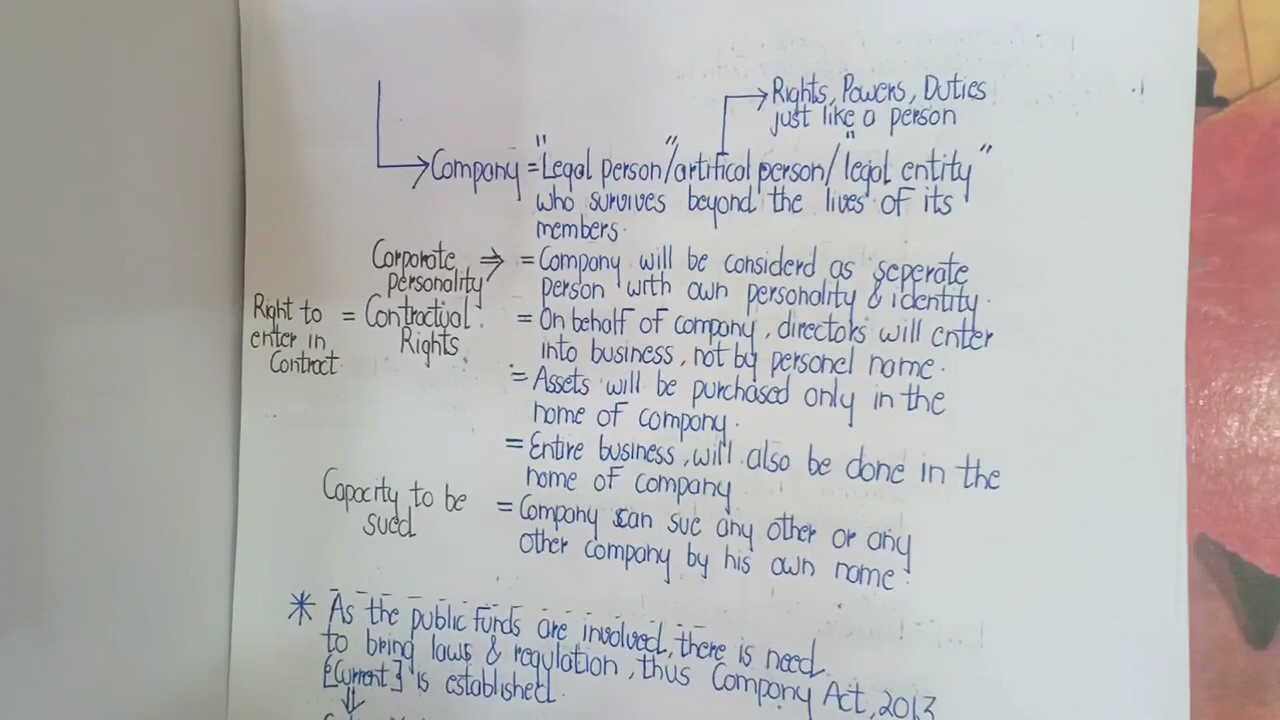 Rights, Powers, Duties
just like a person
Company = "Legal person"/artifical person/"legal entity"
who survives beyond the lives of its
members.
Corporate personality ⇒ = Company will be considerd as seperate
person with own personality & identity.
Right to enter in Contract. = Contractual Rights
= On behalf of company, directors will enter
into business, not by personel name.
= Assets will be purchased only in the
name of company.
= Entire business, will also be done in the
name of company
Capacity to be sued
= Company can sue any other or any
other company by his own name.
* As the public funds are involved, there is need
to bring laws & regulation, thus Company Act, 2013
[Current] is established.